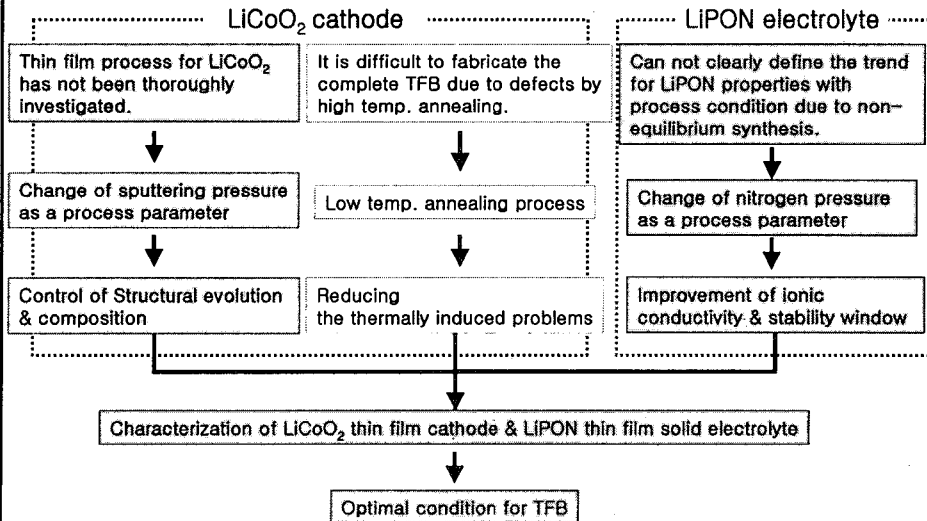 LiCoO₂ cathode
Thin film process for LiCoO₂
has not been thoroughly
investigated.
Change of sputtering pressure
as a process parameter
Control of Structural evolution
& composition
It is difficult to fabricate the
complete TFB due to defects by
high temp. annealing.
Low temp. annealing process
Reducing
the thermally induced problems
LiPON electrolyte
Can not clearly define the trend
for LiPON properties with
process condition due to non-
equilibrium synthesis.
Change of nitrogen pressure
as a process parameter
Improvement of ionic
conductivity & stability window
Characterization of LiCoO₂ thin film cathode & LiPON thin film solid electrolyte
Optimal condition for TFB